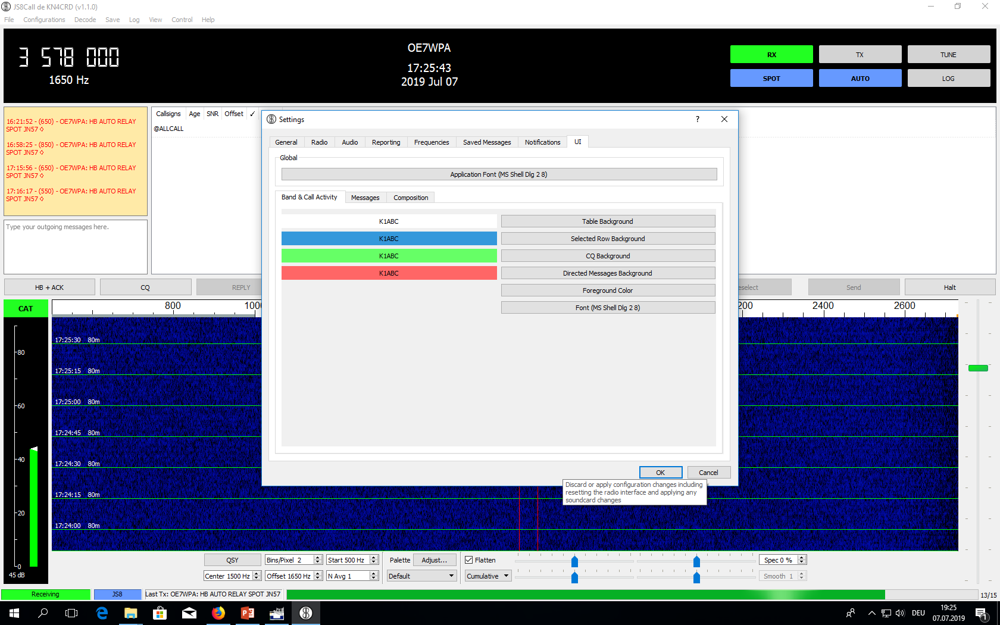 JS8Call de KN4CRD (v1.1.0)
File Configurations Decode Save Log View Control Help
3 578 000
1650 Hz
OE7WPA
17:25:43
2019 Jul 07
RX TX TUNE
SPOT AUTO LOG
16:21:52 - (650) - OE7WPA: HB AUTO RELAY
SPOT JN57 ◊
16:58:25 - (850) - OE7WPA: HB AUTO RELAY
SPOT JN57 ◊
17:15:56 - (650) - OE7WPA: HB AUTO RELAY
SPOT JN57 ◊
17:16:17 - (550) - OE7WPA: HB AUTO RELAY
SPOT JN57 ◊
Type your outgoing messages here.
Callsigns Age SNR Offset ✓
@ALLCALL
Settings
? 
General Radio Audio Reporting Frequencies Saved Messages Notifications UI
Global
Application Font (MS Shell Dlg 2 8)
Band & Call Activity Messages Composition
K1ABC Table Background
K1ABC Selected Row Background
K1ABC CQ Background
K1ABC Directed Messages Background
Foreground Color
Font (MS Shell Dlg 2 8)
OK Cancel
Discard or apply configuration changes including
resetting the radio interface and applying any
soundcard changes
HB + ACK CQ REPLY eselect Send Halt
CAT
800 100 200 2400 2600
17:25:30 80m
17:25:15 80m
17:25:00 80m
17:24:45 80m
17:24:30 80m
17:24:15 80m
17:24:00 80m
80
60
40
20
0
45 dB
QSY Bins/Pixel 2 Start 500 Hz Palette Adjust... Flatten Spec 0 %
Center 1500 Hz Offset 1650 Hz N Avg 1 Default Cumulative Smooth 1
Receiving JS8 Last Tx: OE7WPA: HB AUTO RELAY SPOT JN57 13/15
DEU
19:25
07.07.2019
1